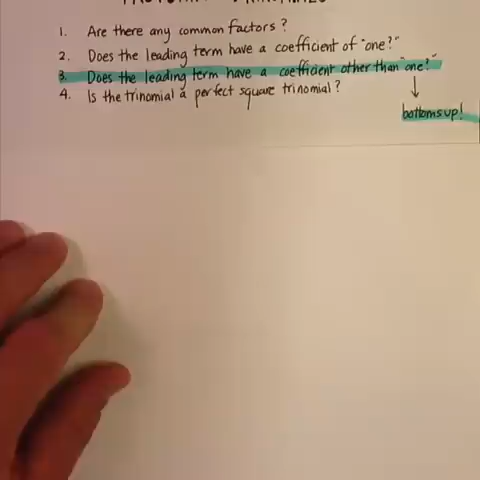 1. Are there any common factors?
2. Does the leading term have a coefficient of "one?"
3. Does the leading term have a coefficient other than "one?"
4. Is the trinomial a perfect square trinomial?
bottoms up!